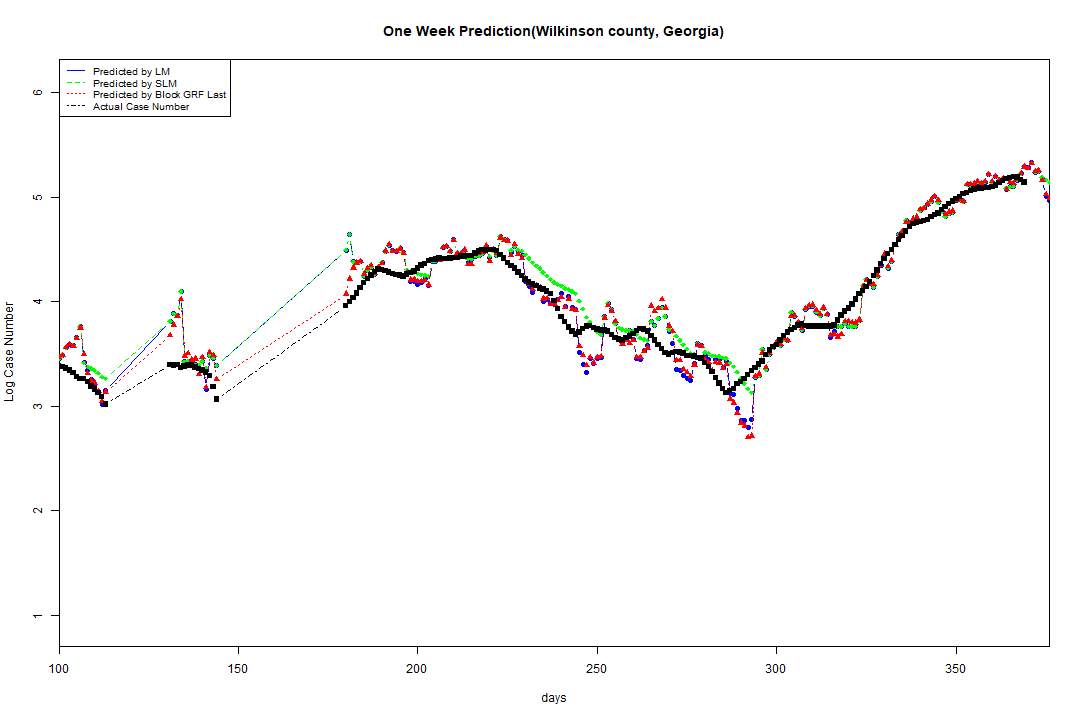 One Week Prediction(Wilkinson county, Georgia)
Predicted by LM
Predicted by SLM
Predicted by Block GRF Last
Actual Case Number
Log Case Number
6
5
4
3
2
1
100 150 200 250 300 350
days